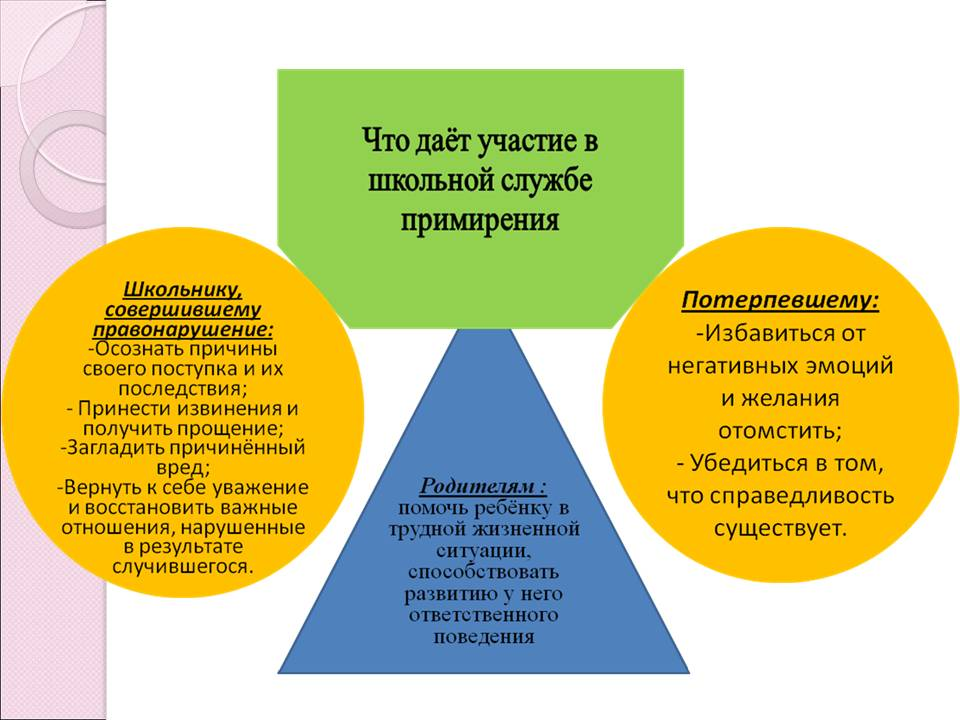 Что даёт участие в
школьной службе
примирения
Школьнику,
совершившему
правонарушение:
-Осознать причины
своего поступка и их
последствия;
- Принести извинения и
получить прощение;
-Загладить причинённый
вред;
-Вернуть к себе уважение
и восстановить важные
отношения, нарушенные
в результате
случившегося.
Родителям :
помочь ребёнку в
трудной жизненной
ситуации,
способствовать
развитию у него
ответственного
поведения
Потерпевшему:
-Избавиться от
негативных эмоций
и желания
отомстить;
- Убедиться в том,
что справедливость
существует.